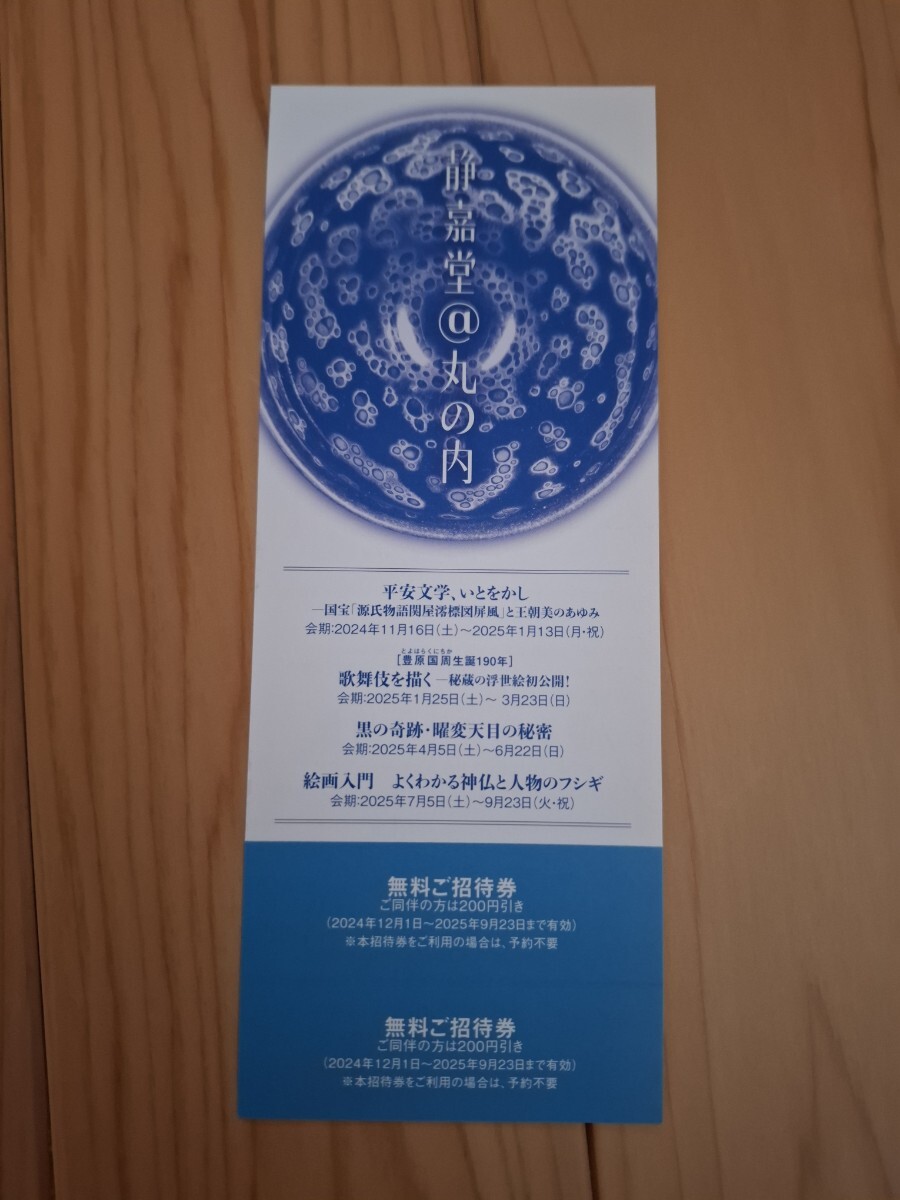 静嘉堂@丸の内
平安文学、いとをかし
―国宝「源氏物語関屋澪標図屏風」と王朝美のあゆみ
会期:2024年11月16日(土)～2025年1月13日(月・祝)
とよはらくにちか
[豊原国周生誕190年]
歌舞伎を描く―秘蔵の浮世絵初公開!
会期:2025年1月25日(土)～ 3月23日(日)
黒の奇跡・曜変天目の秘密
会期:2025年4月5日(土)～6月22日(日)
絵画入門　よくわかる神仏と人物のフシギ
会期:2025年7月5日(土)～9月23日(火・祝)
無料ご招待券
ご同伴の方は200円引き
(2024年12月1日～2025年9月23日まで有効)
※本招待券をご利用の場合は、予約不要
無料ご招待券
ご同伴の方は200円引き
(2024年12月1日～2025年9月23日まで有効)
※本招待券をご利用の場合は、予約不要